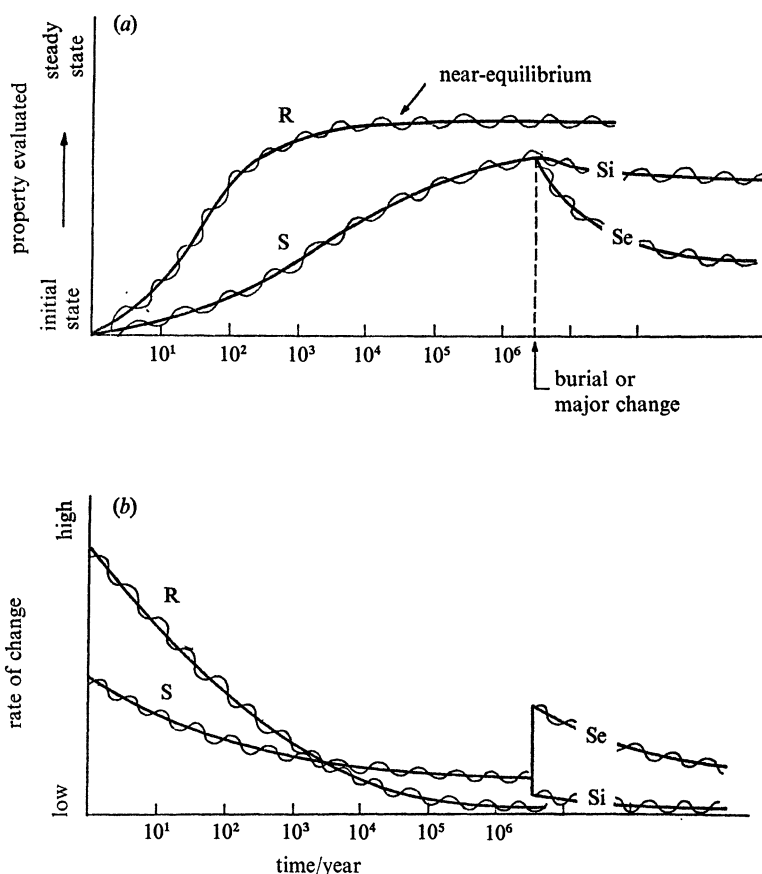 (a)
steady
state
near-equilibrium
R
property evaluated
Si
S
Se
initial
state
10¹ 10² 10³ 10⁴ 10⁵ 10⁶
burial or
major change
(b)
high
R
S
rate of change
Se
Si
low
10¹ 10² 10³ 10⁴ 10⁵ 10⁶
time/year